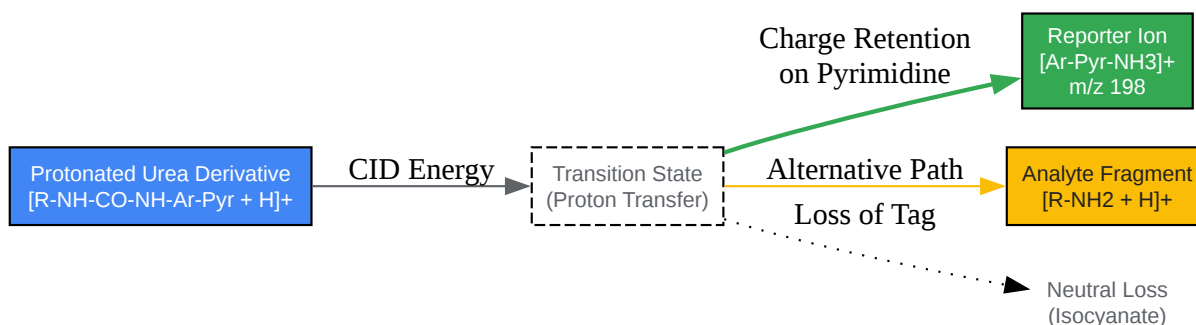 Protonated Urea Derivative
[R-NH-CO-NH-Ar-Pyr + H]+
CID Energy
Transition State
(Proton Transfer)
Charge Retention
on Pyrimidine
Reporter Ion
[Ar-Pyr-NH3]+
m/z 198
Alternative Path
Analyte Fragment
[R-NH2 + H]+
Loss of Tag
Neutral Loss
(Isocyanate)